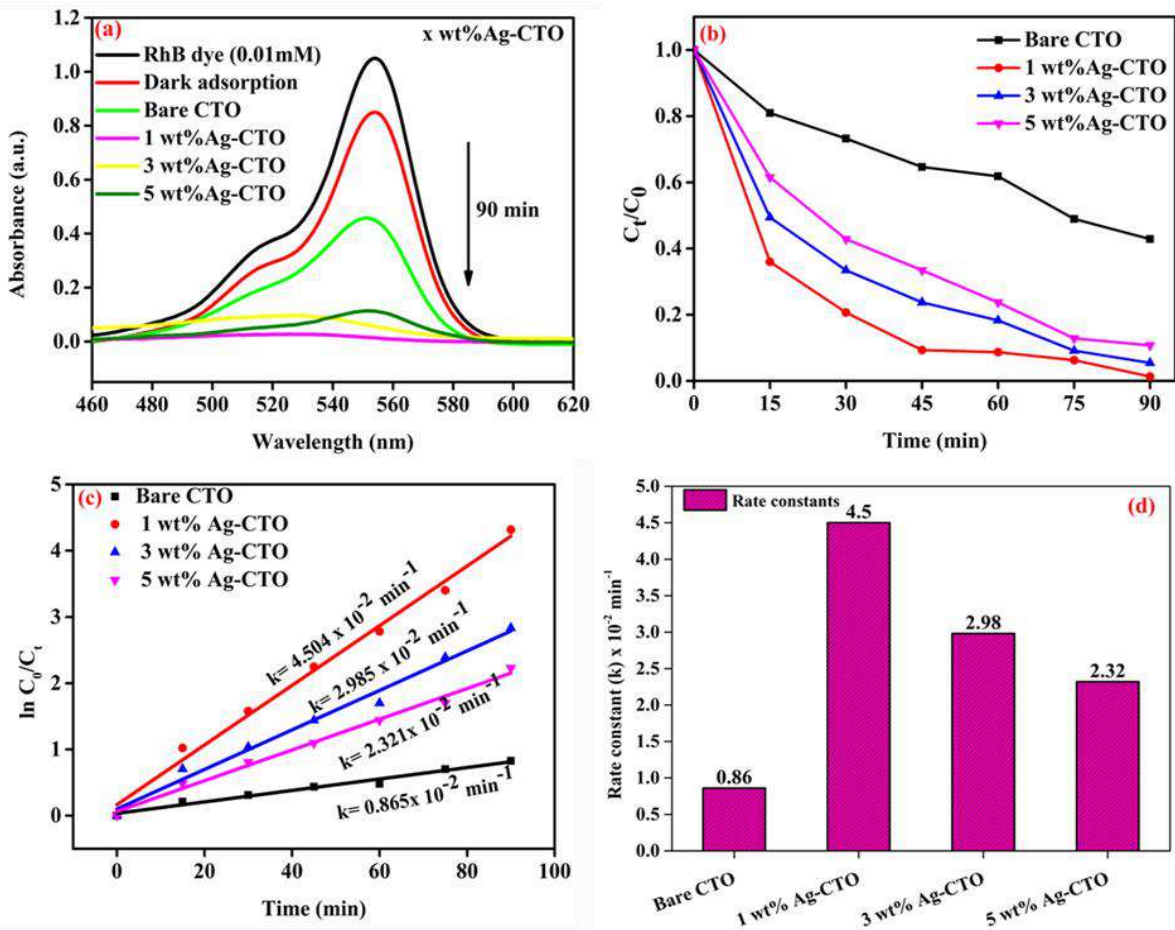 (a)
x wt%Ag-CTO
RhB dye (0.01mM)
Dark adsorption
Bare CTO
1 wt%Ag-CTO
3 wt%Ag-CTO
5 wt%Ag-CTO
90 min
1.2
1.0
0.8
0.6
0.4
0.2
0.0
Absorbance (a.u.)
460 480 500 520 540 560 580 600 620
Wavelength (nm)
(b)
Bare CTO
1 wt%Ag-CTO
3 wt%Ag-CTO
5 wt%Ag-CTO
1.0
0.8
0.6
0.4
0.2
0.0
Ct/C0
0 15 30 45 60 75 90
Time (min)
(c)
Bare CTO
1 wt% Ag-CTO
3 wt% Ag-CTO
5 wt% Ag-CTO
k= 4.504 x 10-2 min-1
k= 2.985 x 10-2 min-1
k= 2.321x 10-2 min-1
k= 0.865x 10-2 min-1
5
4
3
2
1
0
ln C0/Ct
0 20 40 60 80 100
Time (min)
Rate constants
(d)
5.0
4.5
4.0
3.5
3.0
2.5
2.0
1.5
1.0
0.5
0.0
Rate constant (k) x 10-2 min-1
0.86
4.5
2.98
2.32
Bare CTO
1 wt% Ag-CTO
3 wt% Ag-CTO
5 wt% Ag-CTO